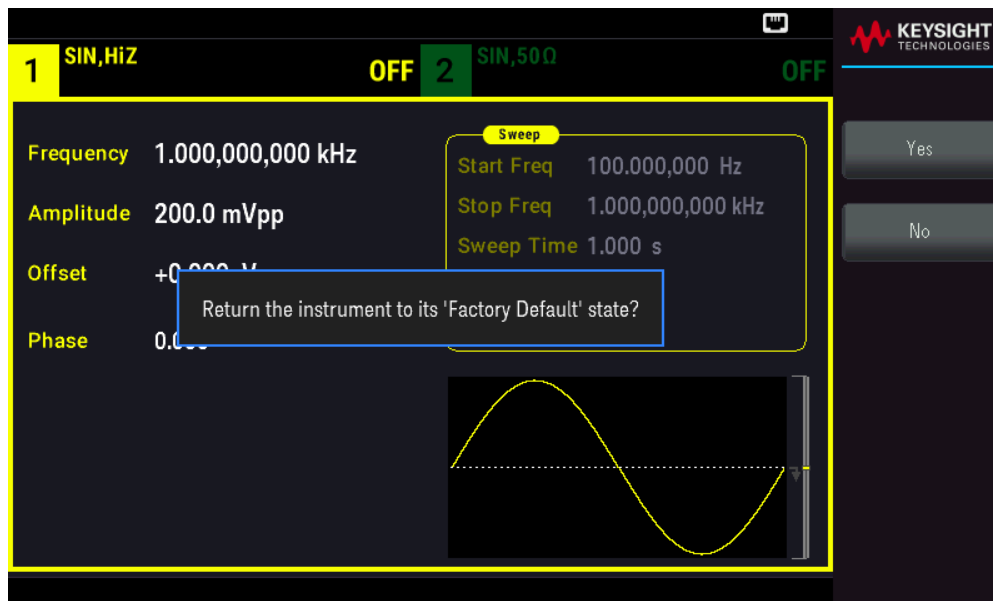 KEYSIGHT
TECHNOLOGIES
1 SIN,HiZ OFF 2 SIN,50Ω OFF
Sweep
Frequency 1.000,000,000 kHz
Start Freq 100.000,000 Hz
Amplitude 200.0 mVpp
Stop Freq 1.000,000,000 kHz
Sweep Time 1.000 s
Offset
Return the instrument to its 'Factory Default' state?
Phase
Yes
No